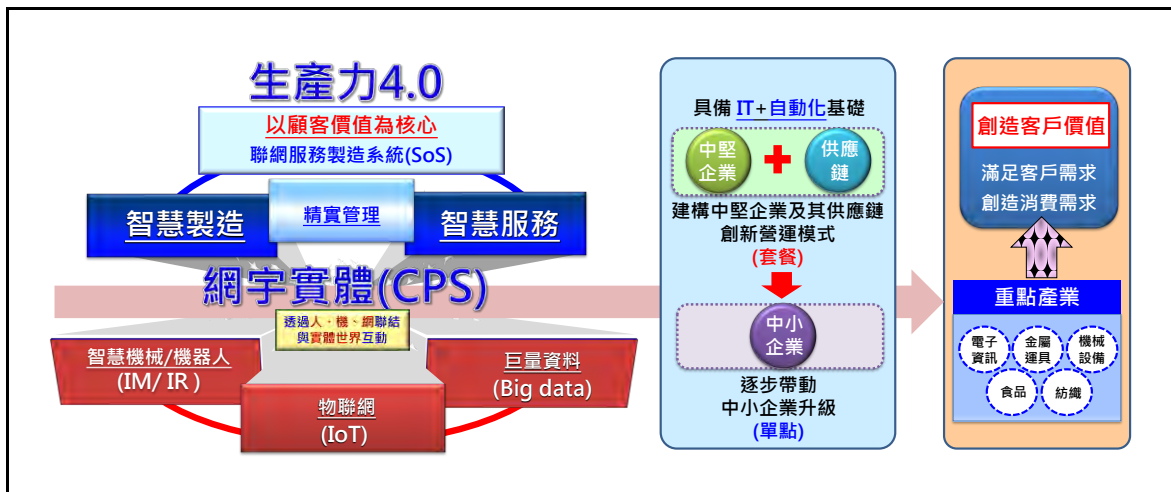 生產力4.0
以顧客價值為核心
聯網服務製造系統(SoS)
智慧製造
精實管理
智慧服務
網宇實體(CPS)
透過人、機、網聯結
與實體世界互動
智慧機械/機器人
(IM/ IR )
物聯網
(IoT)
巨量資料
(Big data)
具備 IT+自動化基礎
中堅
企業
供應
鏈
建構中堅企業及其供應鏈
創新營運模式
(套餐)
中小
企業
逐步帶動
中小企業升級
(單點)
創造客戶價值
滿足客戶需求
創造消費需求
重點產業
電子
資訊
金屬
運具
機械
設備
食品
紡織